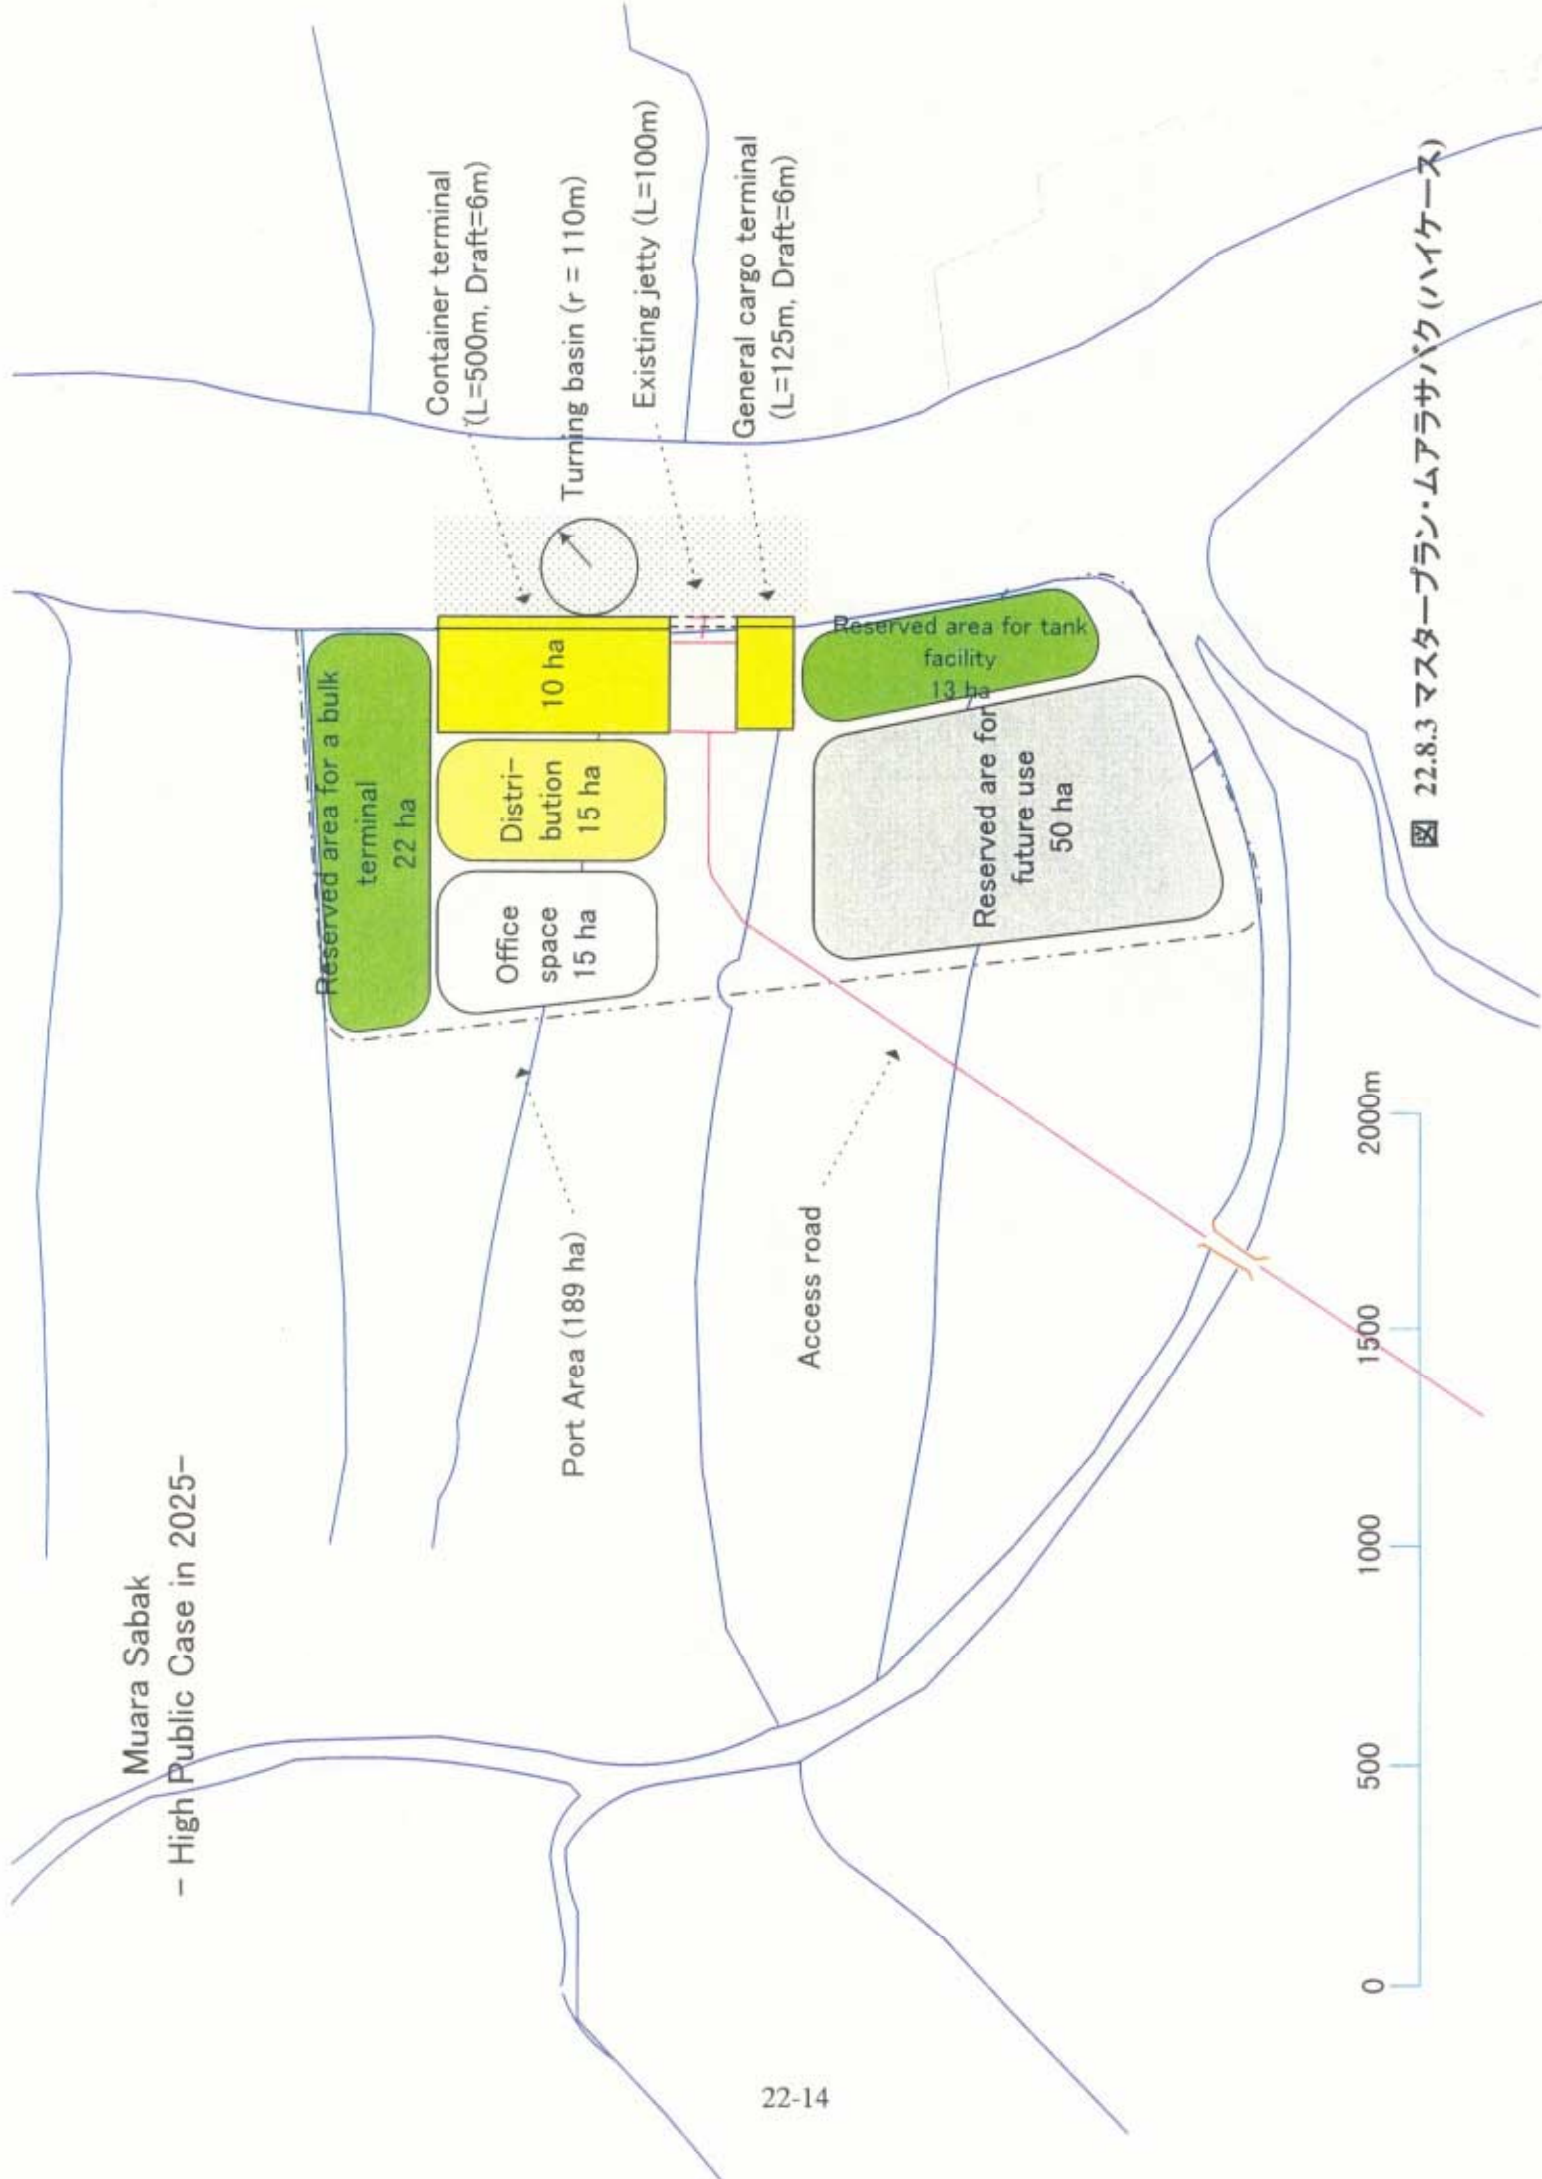 Muara Sabak
- High Public Case in 2025-
Reserved area for a bulk
terminal
22 ha
Container terminal
(L=500m, Draft=6m)
Office
space
15 ha
Distri-
bution
15 ha
10 ha
Turning basin (r = 110m)
Port Area (189 ha)
Existing jetty (L=100m)
General cargo terminal
(L=125m, Draft=6m)
Access road
Reserved area for tank
facility
13 ha
Reserved are for
future use
50 ha
0
500
1000
1500
2000m
図 22.8.3 マスタープラン・ムアラサバク (ハイケース)
22-14